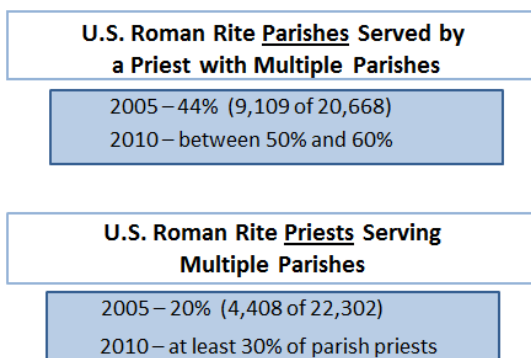 U.S. Roman Rite Parishes Served by
a Priest with Multiple Parishes
2005 – 44% (9,109 of 20,668)
2010 – between 50% and 60%
U.S. Roman Rite Priests Serving
Multiple Parishes
2005 – 20% (4,408 of 22,302)
2010 – at least 30% of parish priests